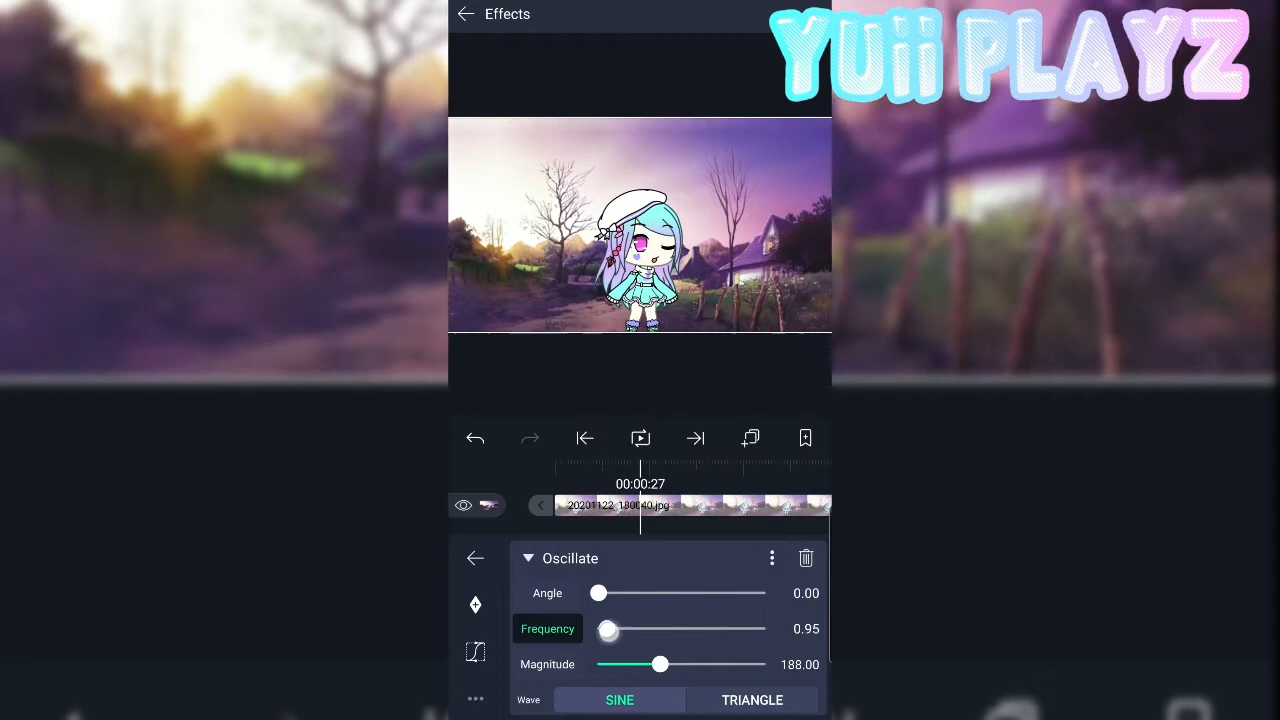 Effects
YUii PLAYZ
00:00:27
20201122_180040.jpg
Oscillate
Angle 0.00
Frequency 0.95
Magnitude 188.00
Wave SINE TRIANGLE